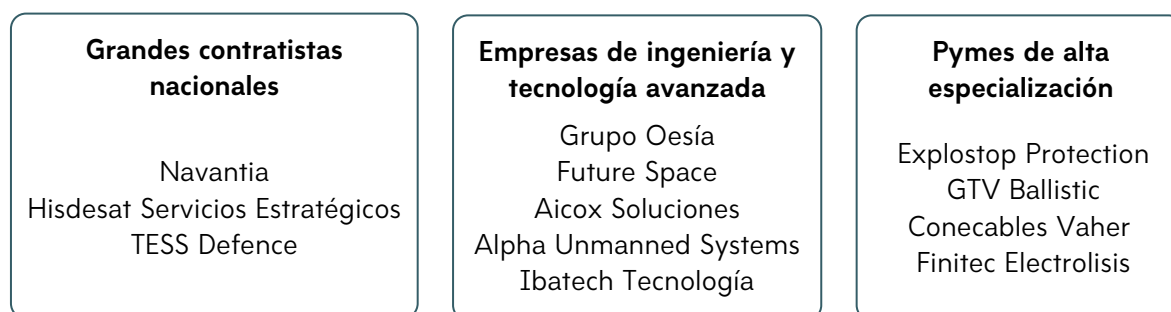 Grandes contratistas
nacionales
Navantia
Hisdesat Servicios Estratégicos
TESS Defence
Empresas de ingeniería y
tecnología avanzada
Grupo Oesía
Future Space
Aicox Soluciones
Alpha Unmanned Systems
Ibatech Tecnología
Pymes de alta
especialización
Explostop Protection
GTV Ballistic
Conecables Vaher
Finitec Electrolisis